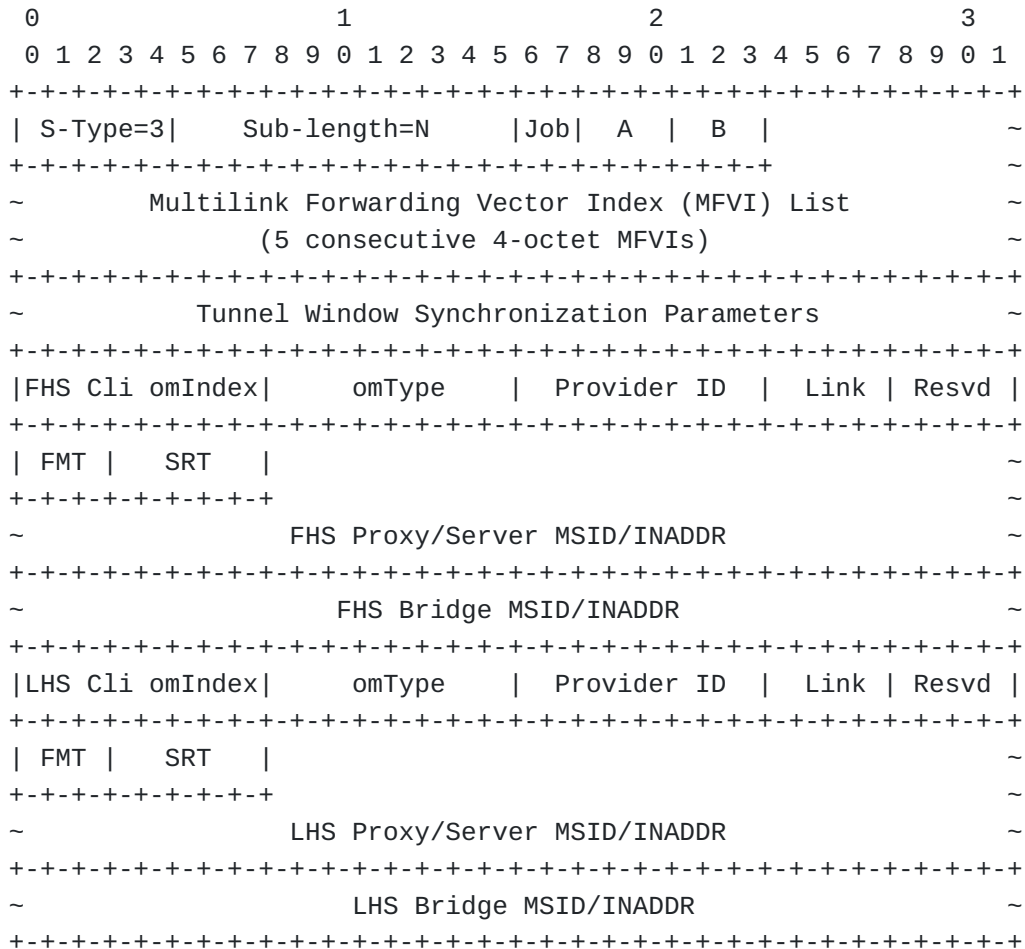 0                   1                   2                   3
 0 1 2 3 4 5 6 7 8 9 0 1 2 3 4 5 6 7 8 9 0 1 2 3 4 5 6 7 8 9 0 1
+-+-+-+-+-+-+-+-+-+-+-+-+-+-+-+-+-+-+-+-+-+-+-+-+-+-+-+-+-+-+-+-+
| S-Type=3|    Sub-length=N     |Job|  A  |  B  |               ~
+-+-+-+-+-+-+-+-+-+-+-+-+-+-+-+-+-+-+-+-+-+-+-+-+               ~
~        Multilink Forwarding Vector Index (MFVI) List          ~
~               (5 consecutive 4-octet MFVIs)                   ~
+-+-+-+-+-+-+-+-+-+-+-+-+-+-+-+-+-+-+-+-+-+-+-+-+-+-+-+-+-+-+-+-+
~           Tunnel Window Synchronization Parameters            ~
+-+-+-+-+-+-+-+-+-+-+-+-+-+-+-+-+-+-+-+-+-+-+-+-+-+-+-+-+-+-+-+-+
|FHS Cli omIndex|     omType    |  Provider ID  |  Link | Resvd |
+-+-+-+-+-+-+-+-+-+-+-+-+-+-+-+-+-+-+-+-+-+-+-+-+-+-+-+-+-+-+-+-+
| FMT |   SRT   |                                               ~
+-+-+-+-+-+-+-+-+                                               ~
~                 FHS Proxy/Server MSID/INADDR                  ~
+-+-+-+-+-+-+-+-+-+-+-+-+-+-+-+-+-+-+-+-+-+-+-+-+-+-+-+-+-+-+-+-+
~                    FHS Bridge MSID/INADDR                     ~
+-+-+-+-+-+-+-+-+-+-+-+-+-+-+-+-+-+-+-+-+-+-+-+-+-+-+-+-+-+-+-+-+
|LHS Cli omIndex|     omType    |  Provider ID  |  Link | Resvd |
+-+-+-+-+-+-+-+-+-+-+-+-+-+-+-+-+-+-+-+-+-+-+-+-+-+-+-+-+-+-+-+-+
| FMT |   SRT   |                                               ~
+-+-+-+-+-+-+-+-+                                               ~
~                 LHS Proxy/Server MSID/INADDR                  ~
+-+-+-+-+-+-+-+-+-+-+-+-+-+-+-+-+-+-+-+-+-+-+-+-+-+-+-+-+-+-+-+-+
~                     LHS Bridge MSID/INADDR                    ~
+-+-+-+-+-+-+-+-+-+-+-+-+-+-+-+-+-+-+-+-+-+-+-+-+-+-+-+-+-+-+-+-+